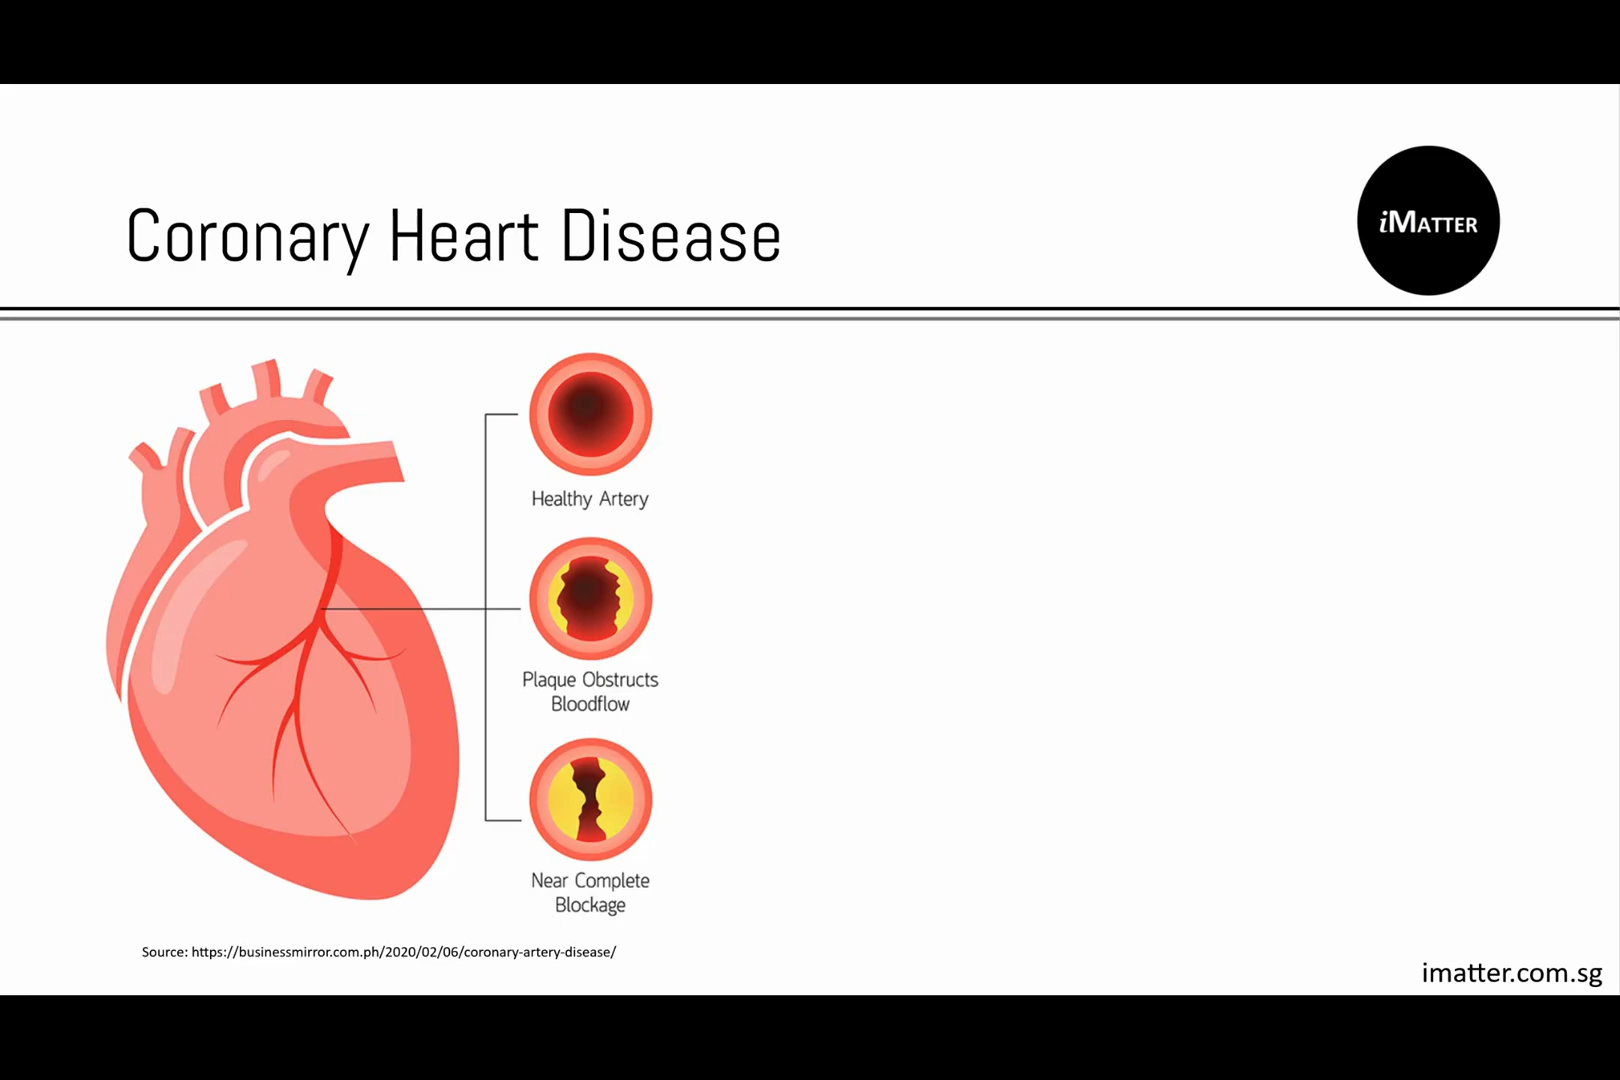 Coronary Heart Disease
iMATTER
Healthy Artery
Plaque Obstructs
Bloodflow
Near Complete
Blockage
Source: https://businessmirror.com.ph/2020/02/06/coronary-artery-disease/
imatter.com.sg